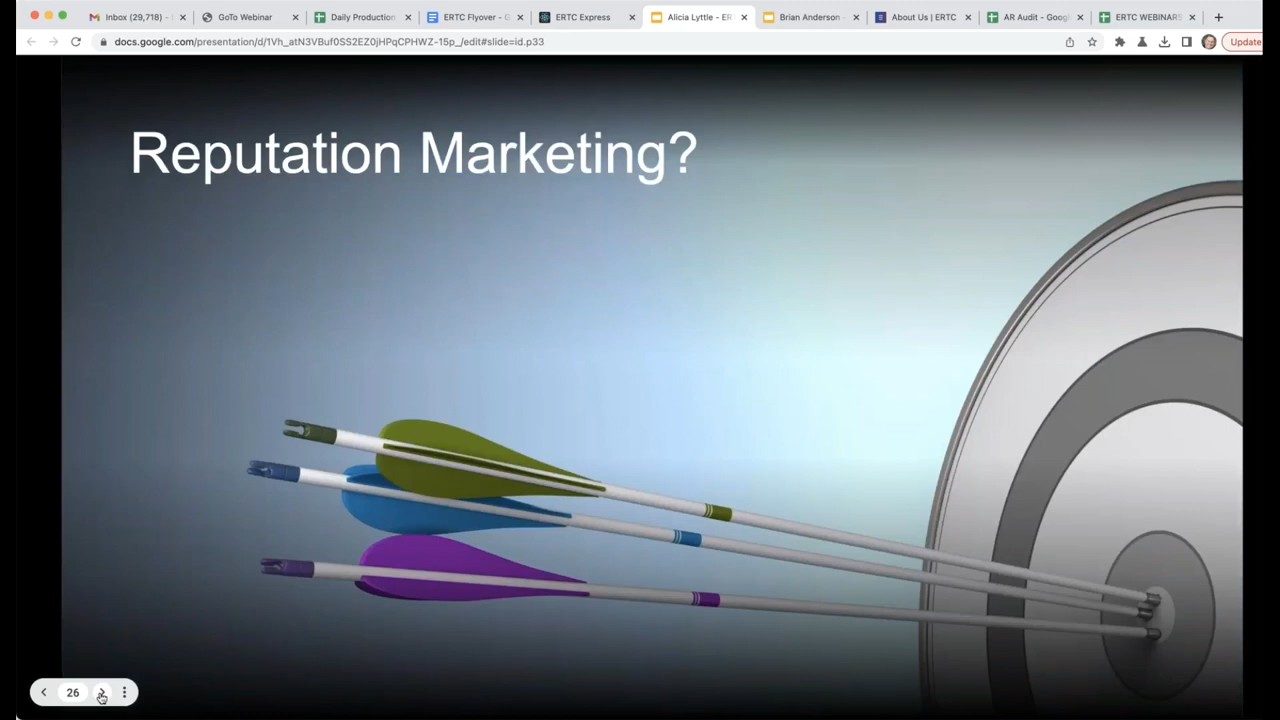 Inbox (29,718) -
GoTo Webinar
Daily Production
ERTC Flyover - G
ERTC Express
Alicia Lyttle - ER
Brian Anderson -
About Us | ERTC
AR Audit - Googl
ERTC WEBINARS
docs.google.com/presentation/d/1Vh_atN3VBuf0SS2EZ0jHPqCPHWZ-15p_/edit#slide=id.p33
Update
Reputation Marketing?
26